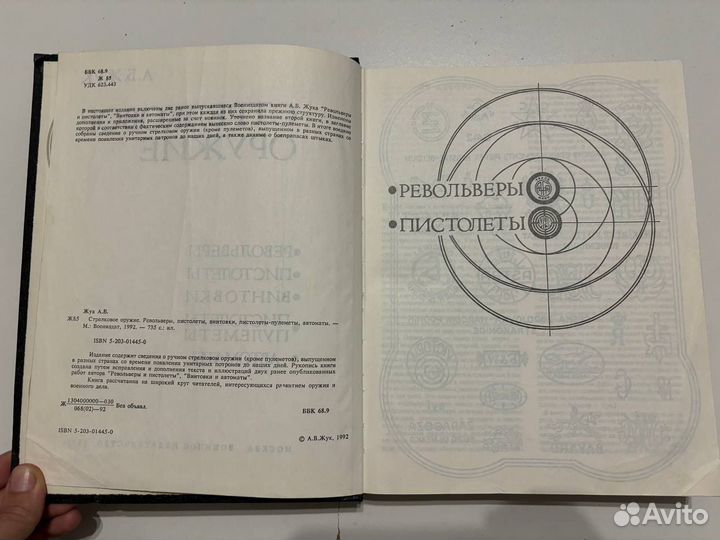 ББК 68.9
Ж 85
УДК 623.443
В настоящее издание включены две ранее выпускавшиеся Воениздатом книги А.Б. Жука "Револьверы
и пистолеты", "Винтовки и автоматы", при этом каждая из них сохранила прежнюю структуру. Изменены
дополнения и приложения, расширенные за счет новинок. Уточнено название второй книги, в заглавие
которой в соответствии с фактическим содержанием вынесено слово пистолеты-пулеметы. В итоге воедино
собраны сведения о ручном стрелковом оружии (кроме пулеметов), выпущенном в разных странах со
времени появления унитарных патронов до наших дней, а также данные о боеприпасах штыках.
Жук А.Б.
Ж85 Стрелковое оружие. Револьверы, пистолеты, винтовки, пистолеты-пулеметы, автоматы. —
М.: Воениздат, 1992. — 735 с.: ил.
ISBN 5-203-01445-0
Издание содержит сведения о ручном стрелковом оружии (кроме пулеметов), выпущенном
в разных странах со времени появления унитарных патронов до наших дней. Рукопись книги
создана путем исправления и дополнения текста и иллюстраций двух ранее опубликованных
работ автора "Револьверы и пистолеты", "Винтовки и автоматы".
Книга рассчитана на широкий круг читателей, интересующихся развитием оружия и
военного дела.
Ж 1304000000—030
068(02)—92 Без объявл.
ББК 68.9
ISBN 5-203-01445-0
© А.Б.Жук, 1992
• РЕВОЛЬВЕРЫ
• ПИСТОЛЕТЫ
Avito